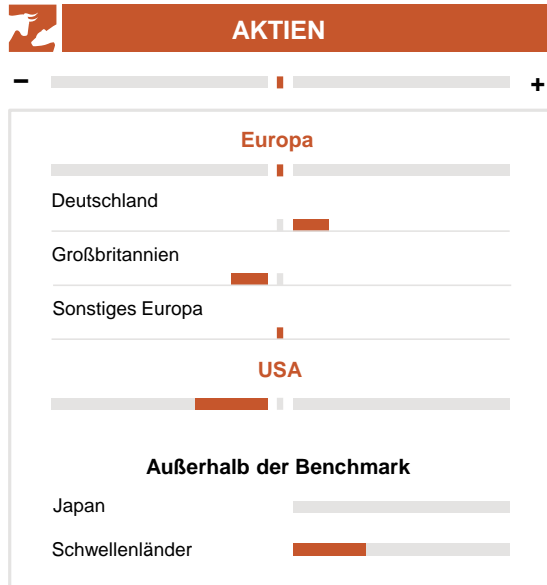 AKTIEN
– +
Europa
Deutschland
Großbritannien
Sonstiges Europa
USA
Außerhalb der Benchmark
Japan
Schwellenländer